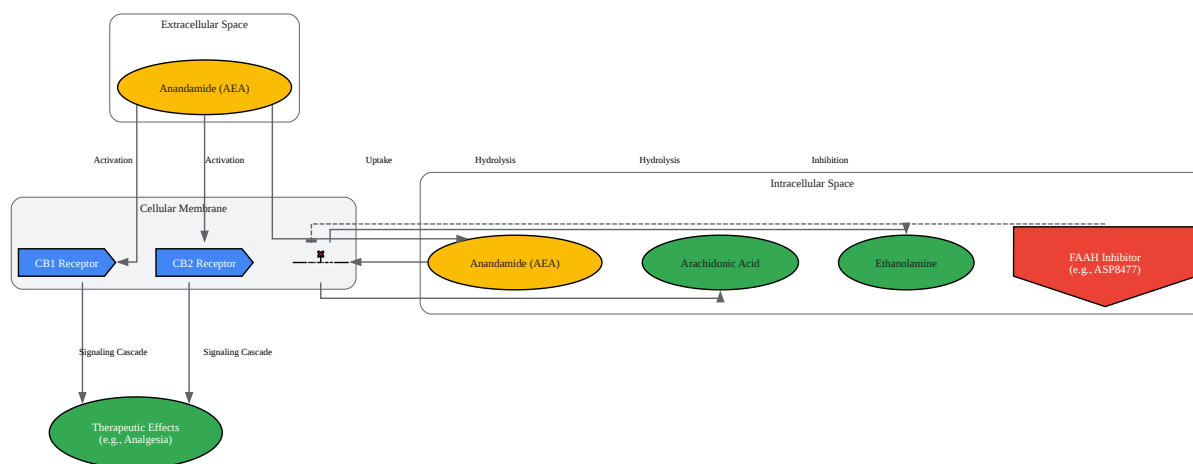 Extracellular Space
Anandamide (AEA)
Activation
Activation
Uptake
Hydrolysis
Hydrolysis
Inhibition
Intracellular Space
Cellular Membrane
CB1 Receptor
CB2 Receptor
Anandamide (AEA)
Arachidonic Acid
Ethanolamine
FAAH Inhibitor
(e.g., ASP8477)
Signaling Cascade
Signaling Cascade
Therapeutic Effects
(e.g., Analgesia)